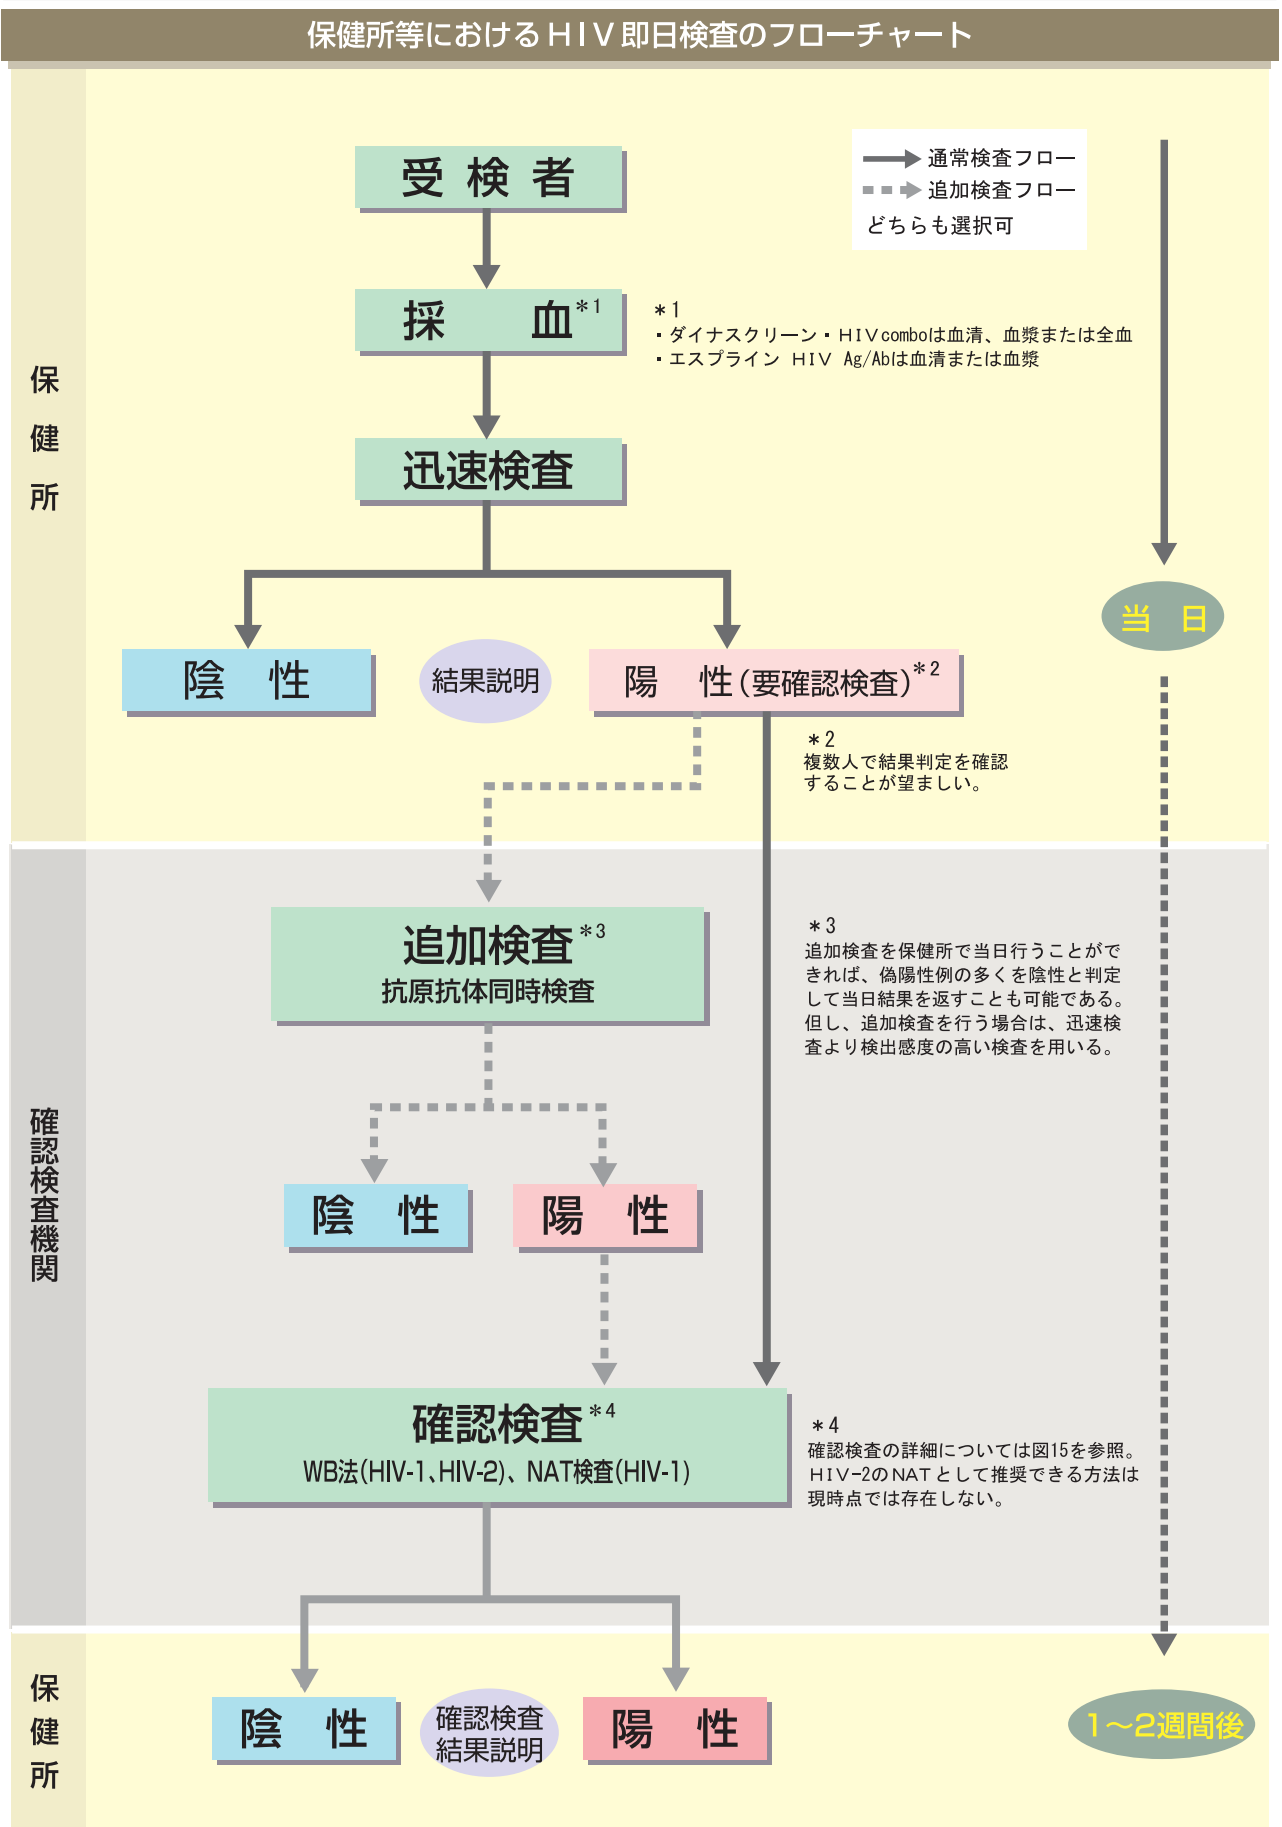 保健所等におけるＨＩＶ即日検査のフローチャート
通常検査フロー
追加検査フロー
どちらも選択可
受 検 者
採　血＊1
＊1
・ダイナスクリーン・ＨＩＶcomboは血清、血漿または全血
・エスプライン ＨＩＶ Ag/Abは血清または血漿
保健所
迅速検査
当　日
陰　性
結果説明
陽　性（要確認検査）＊2
＊2
複数人で結果判定を確認
することが望ましい。
追加検査＊3
抗原抗体同時検査
＊3
追加検査を保健所で当日行うことがで
きれば、偽陽性例の多くを陰性と判定
して当日結果を返すことも可能である。
但し、追加検査を行う場合は、迅速検
査より検出感度の高い検査を用いる。
確認検査機関
陰　性
陽　性
確認検査＊4
WB法(HIV-1、HIV-2)、NAT検査(HIV-1)
＊4
確認検査の詳細については図15を参照。
ＨＩＶ-2のＮＡＴとして推奨できる方法は
現時点では存在しない。
保健所
陰　性
確認検査
結果説明
陽　性
1～2週間後